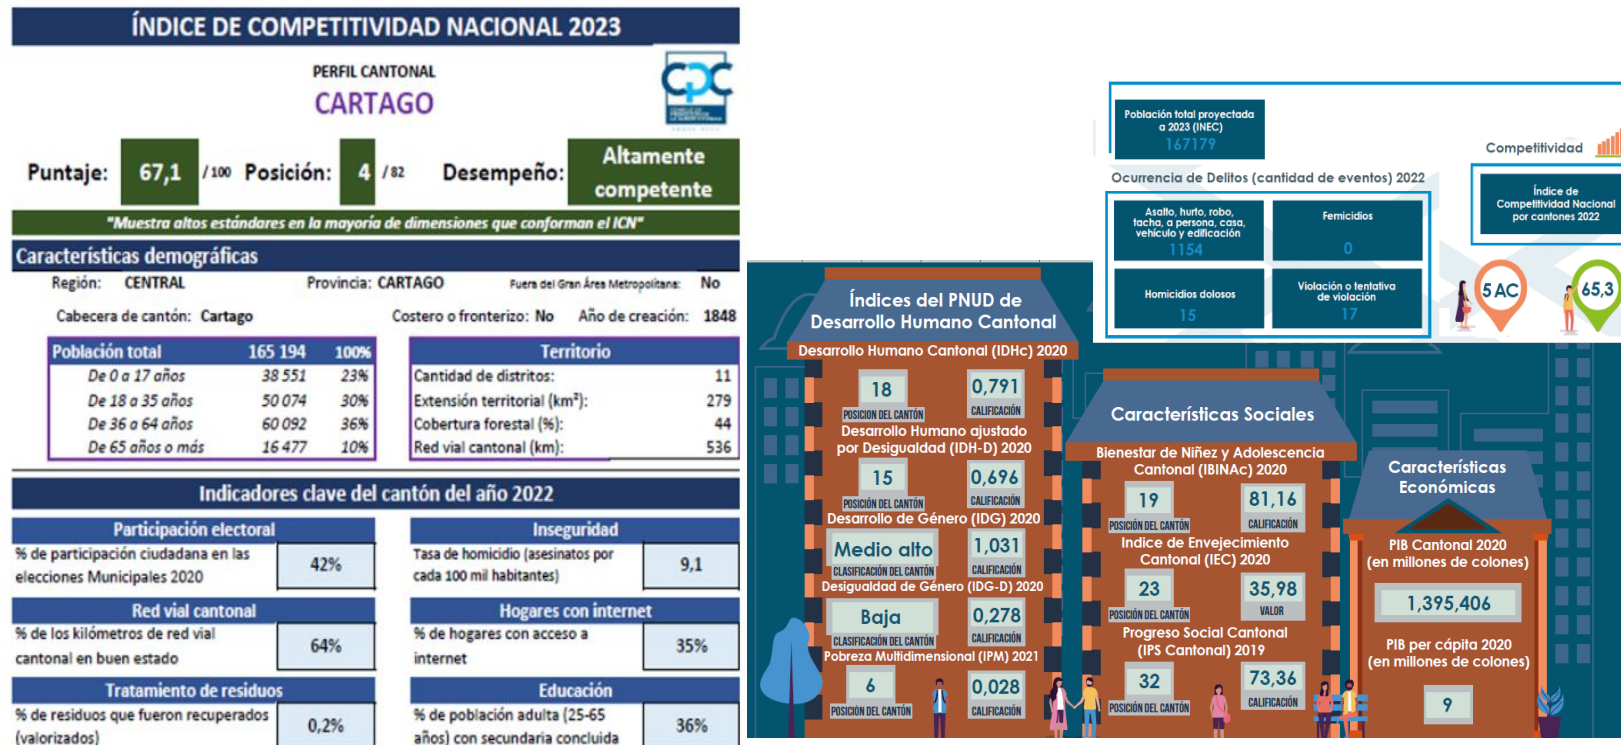 ÍNDICE DE COMPETITIVIDAD NACIONAL 2023
PERFIL CANTONAL
CARTAGO
CPC
Puntaje: 67,1 /100 Posición: 4 /82 Desempeño: Altamente competente
"Muestra altos estándares en la mayoría de dimensiones que conforman el ICN"
Características demográficas
Región: CENTRAL Provincia: CARTAGO Fuera del Gran Área Metropolitana: No
Cabecera de cantón: Cartago Costero o fronterizo: No Año de creación: 1848
Población total 165 194 100%
De 0 a 17 años 38 551 23%
De 18 a 35 años 50 074 30%
De 36 a 64 años 60 092 36%
De 65 años o más 16 477 10%
Territorio
Cantidad de distritos: 11
Extensión territorial (km²): 279
Cobertura forestal (%): 44
Red vial cantonal (km): 536
Indicadores clave del cantón del año 2022
Participación electoral
% de participación ciudadana en las
elecciones Municipales 2020
42%
Inseguridad
Tasa de homicidio (asesinatos por
cada 100 mil habitantes)
9,1
Red vial cantonal
% de los kilómetros de red vial
cantonal en buen estado
64%
Hogares con internet
% de hogares con acceso a
internet
35%
Tratamiento de residuos
% de residuos que fueron recuperados
(valorizados)
0,2%
Educación
% de población adulta (25-65
años) con secundaria concluida
36%
Población total proyectada
a 2023 (INEC)
167179
Ocurrencia de Delitos (cantidad de eventos) 2022
Asalto, hurto, robo,
tacha, a persona, casa,
vehículo y edificación
1154
Femicidios
0
Homicidios dolosos
15
Violación o tentativa
de violación
17
Competitividad
Índice de
Competitividad Nacional
por cantones 2022
5 AC
65,3
Índices del PNUD de
Desarrollo Humano Cantonal
Desarrollo Humano Cantonal (IDHc) 2020
18 0,791
POSICION DEL CANTÓN CALIFICACIÓN
Desarrollo Humano ajustado
por Desigualdad (IDH-D) 2020
15 0,696
POSICIÓN DEL CANTÓN CALIFICACIÓN
Desarrollo de Género (IDG) 2020
Medio alto 1,031
CLASIFICACIÓN DEL CANTÓN CALIFICACIÓN
Desigualdad de Género (IDG-D) 2020
Baja 0,278
CLASIFICACIÓN DEL CANTÓN CALIFICACIÓN
Pobreza Multidimensional (IPM) 2021
6 0,028
POSICIÓN DEL CANTÓN CALIFICACIÓN
Características Sociales
Bienestar de Niñez y Adolescencia
Cantonal (IBINAc) 2020
19 81,16
POSICIÓN DEL CANTÓN CALIFICACIÓN
Indice de Envejecimiento
Cantonal (IEC) 2020
23 35,98
POSICIÓN DEL CANTÓN VALOR
Progreso Social Cantonal
(IPS Cantonal) 2019
32 73,36
POSICIÓN DEL CANTÓN CALIFICACIÓN
Características
Económicas
PIB Cantonal 2020
(en millones de colones)
1,395,406
PIB per cápita 2020
(en millones de colones)
9